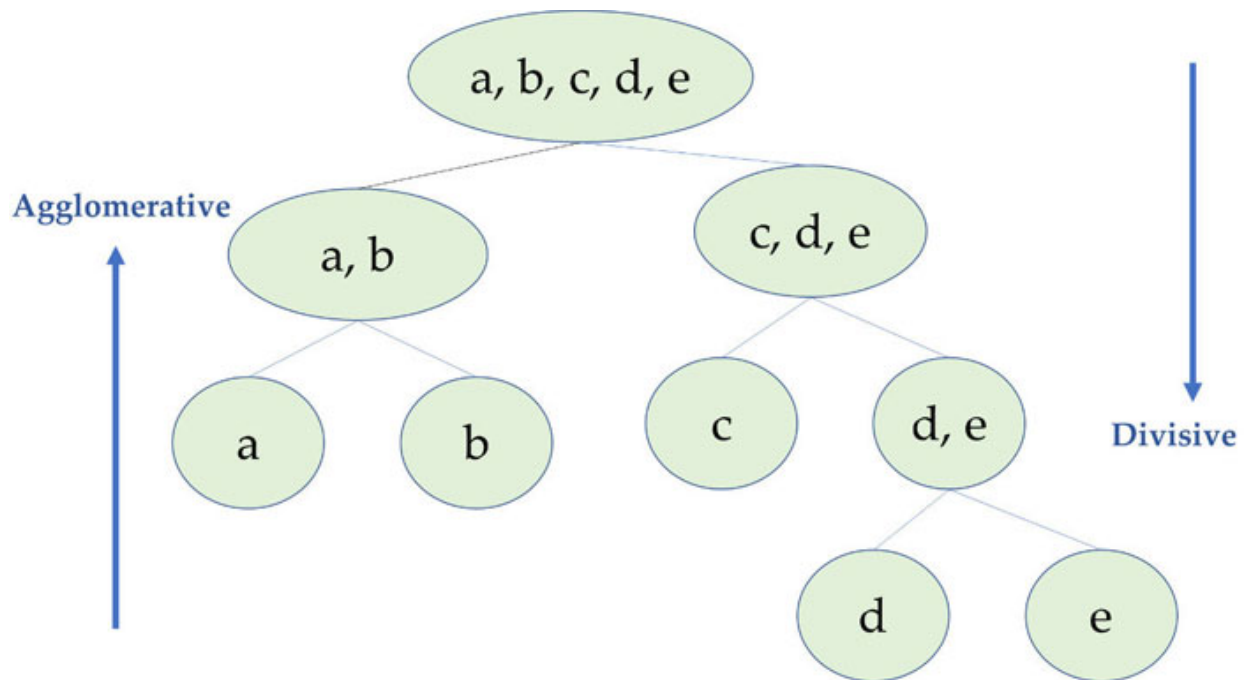 a, b, c, d, e
Agglomerative
a, b
c, d, e
a
b
c
d, e
Divisive
d
e